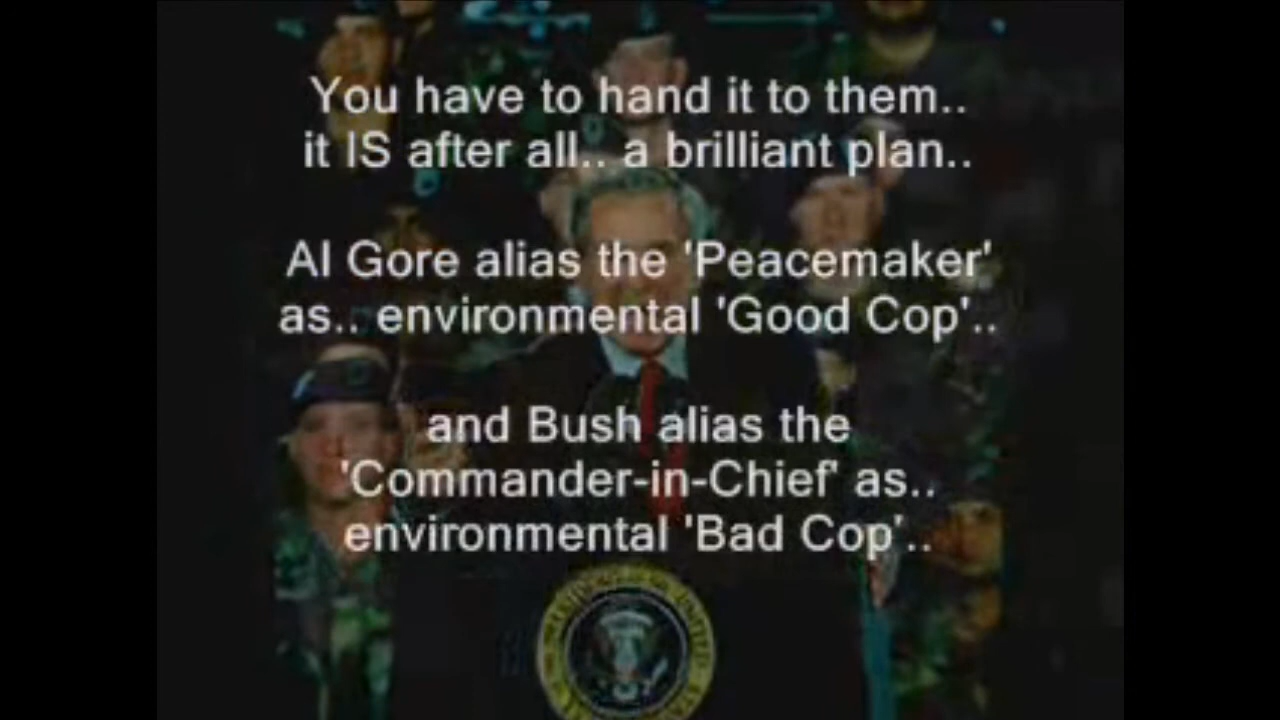 You have to hand it to them..
it IS after all.. a brilliant plan..
Al Gore alias the 'Peacemaker'
as.. environmental 'Good Cop'..
and Bush alias the
'Commander-in-Chief' as..
environmental 'Bad Cop'..